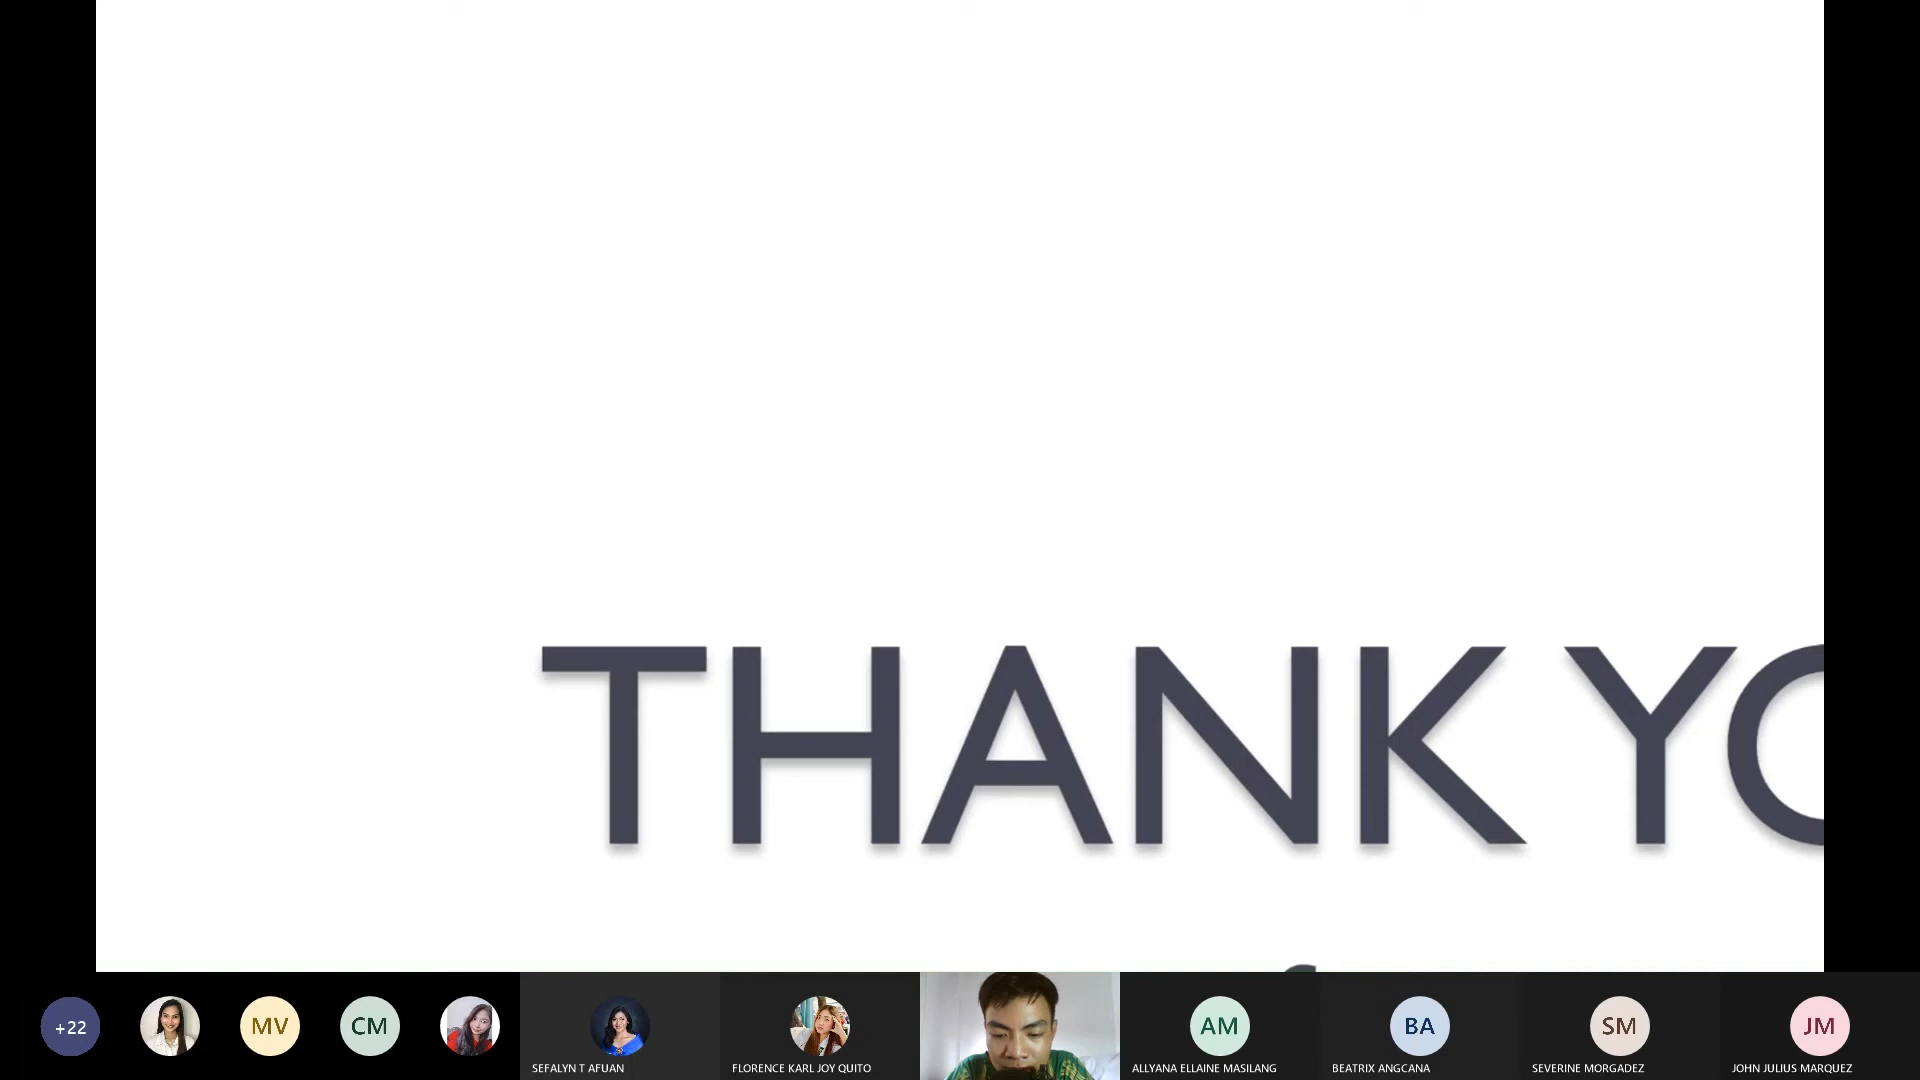 THANK YO
+22
MV
CM
SEFALYN T AFUAN
FLORENCE KARL JOY QUITO
AM
ALLYANA ELLAINE MASILANG
BA
BEATRIX ANGCANA
SM
SEVERINE MORGADEZ
JM
JOHN JULIUS MARQUEZ